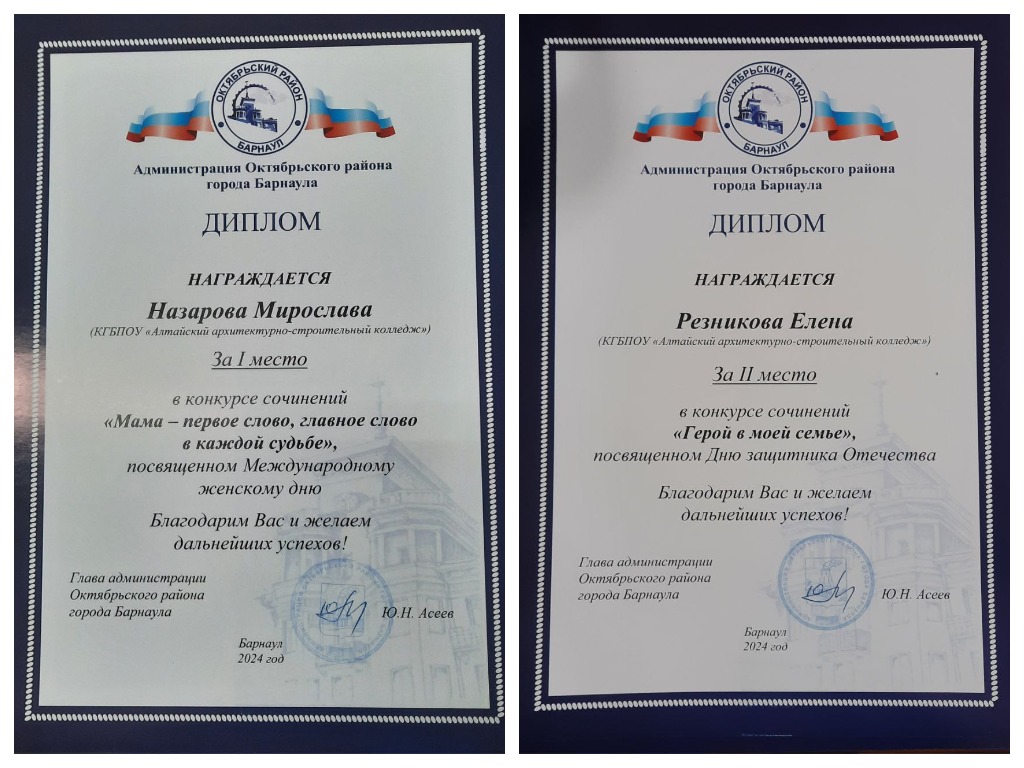 ОКТЯБРЬСКИЙ РАЙОН
БАРНАУЛ
Администрация Октябрьского района
города Барнаула
ДИПЛОМ
НАГРАЖДАЕТСЯ
Назарова Мирослава
(КГБПОУ «Алтайский архитектурно-строительный колледж»)
За I место
в конкурсе сочинений
«Мама – первое слово, главное слово
в каждой судьбе»,
посвященном Международному
женскому дню
Благодарим Вас и желаем
дальнейших успехов!
Глава администрации
Октябрьского района
города Барнаула
Ю.Н. Асеев
Барнаул
2024 год
ОКТЯБРЬСКИЙ РАЙОН
БАРНАУЛ
Администрация Октябрьского района
города Барнаула
ДИПЛОМ
НАГРАЖДАЕТСЯ
Резникова Елена
(КГБПОУ «Алтайский архитектурно-строительный колледж»)
За II место
в конкурсе сочинений
«Герой в моей семье»,
посвященном Дню защитника Отечества
Благодарим Вас и желаем
дальнейших успехов!
Глава администрации
Октябрьского района
города Барнаула
Ю.Н. Асеев
Барнаул
2024 год